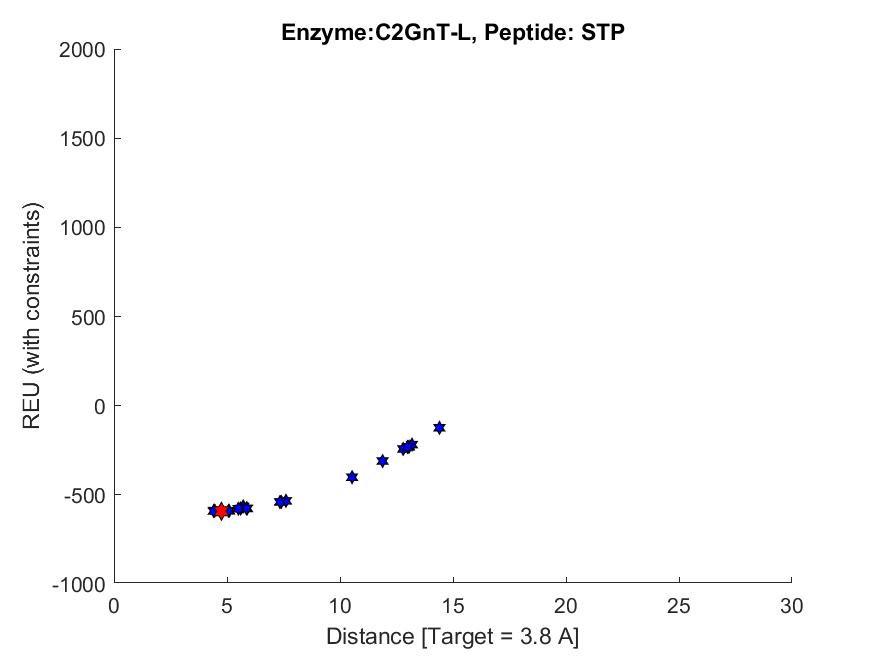 Enzyme:C2GnT-L, Peptide: STP
2000
1500
1000
500
0
-500
-1000
REU (with constraints)
0 5 10 15 20 25 30
Distance [Target = 3.8 A]